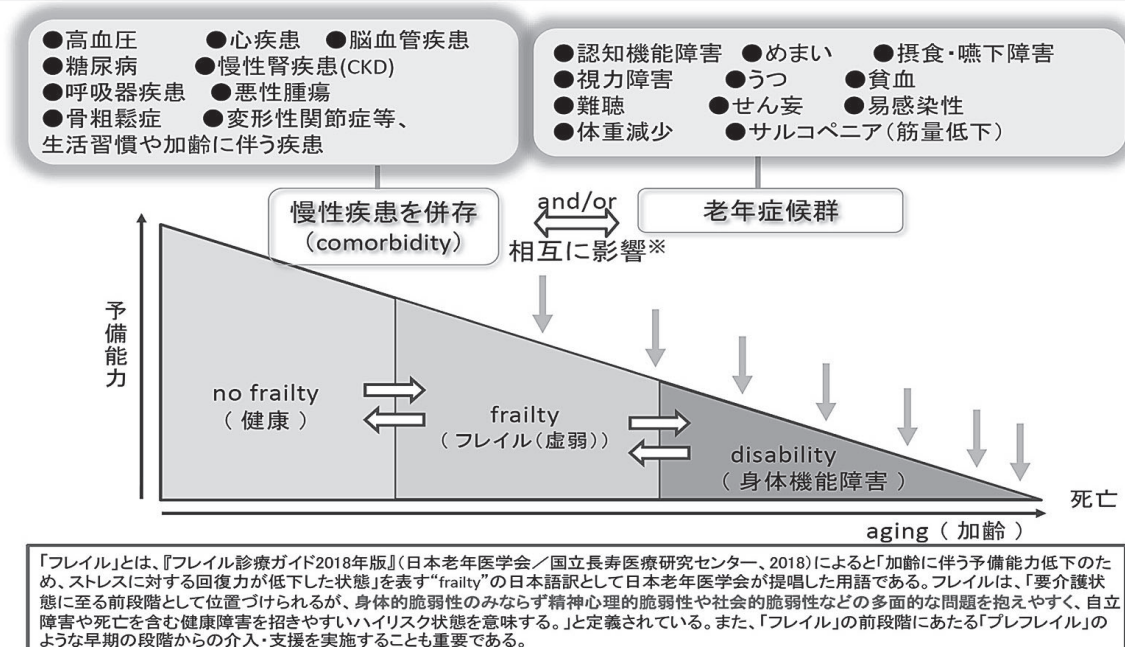 ●高血圧 ●心疾患 ●脳血管疾患
●糖尿病 ●慢性腎疾患(CKD)
●呼吸器疾患 ●悪性腫瘍
●骨粗鬆症 ●変形性関節症等、
生活習慣や加齢に伴う疾患
●認知機能障害 ●めまい ●摂食・嚥下障害
●視力障害 ●うつ ●貧血
●難聴 ●せん妄 ●易感染性
●体重減少 ●サルコペニア(筋量低下)
慢性疾患を併存
(comorbidity)
and/or
相互に影響※
老年症候群
予備能力
no frailty
(健康)
frailty
(フレイル(虚弱))
disability
(身体機能障害)
死亡
aging(加齢)
「フレイル」とは、『フレイル診療ガイド2018年版』(日本老年医学会/国立長寿医療研究センター、2018)によると「加齢に伴う予備能力低下のた
め、ストレスに対する回復力が低下した状態」を表す“frailty”の日本語訳として日本老年医学会が提唱した用語である。フレイルは、「要介護状
態に至る前段階として位置づけられるが、身体的脆弱性のみならず精神心理的脆弱性や社会的脆弱性などの多面的な問題を抱えやすく、自立
障害や死亡を含む健康障害を招きやすいハイリスク状態を意味する。」と定義されている。また、「フレイル」の前段階にあたる「プレフレイル」の
ような早期の段階からの介入・支援を実施することも重要である。